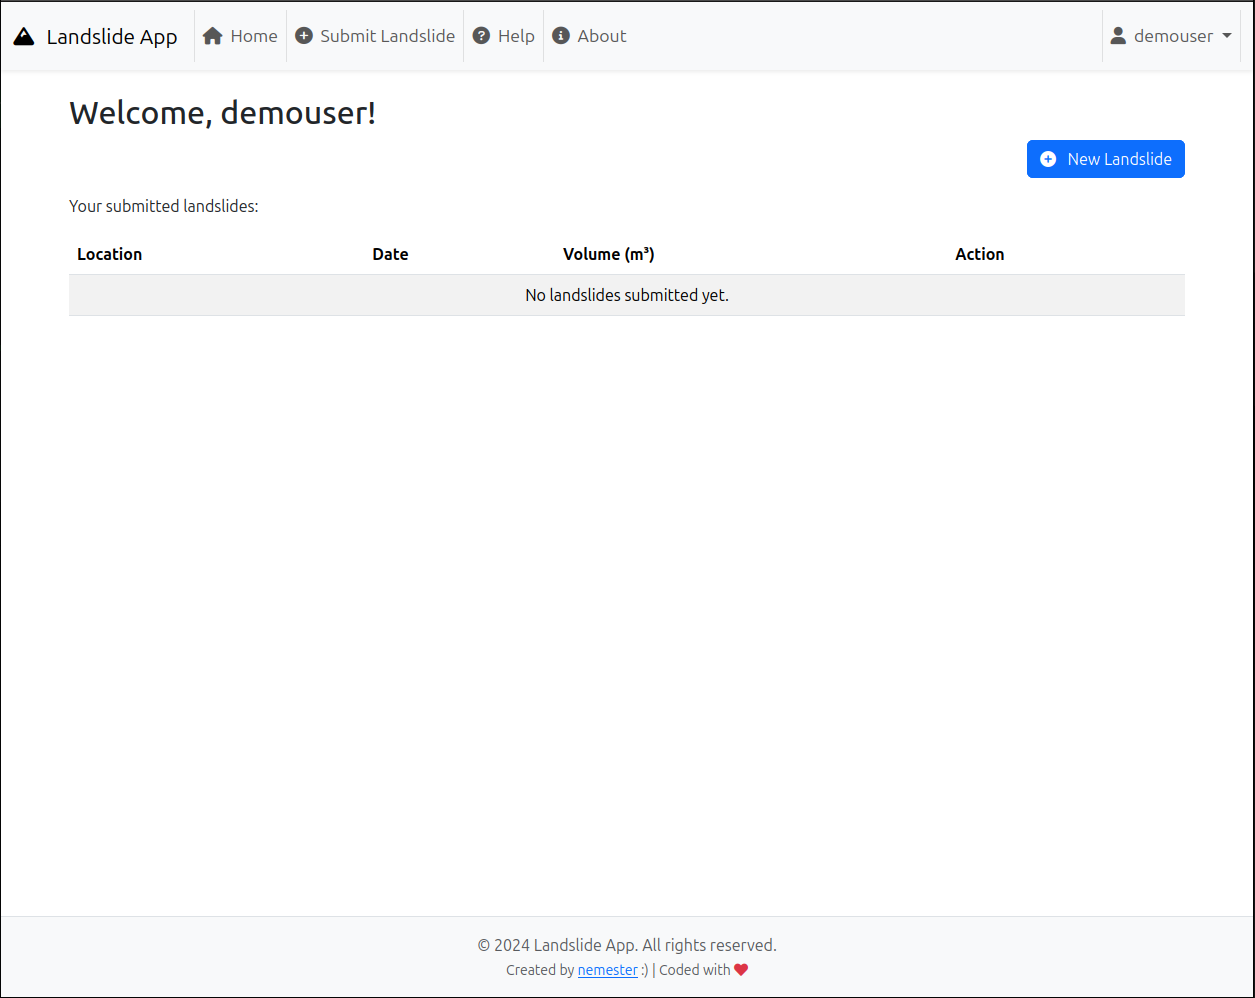 Landslide App Home Submit Landslide Help About demouser
Welcome, demouser!
New Landslide
Your submitted landslides:
Location Date Volume (m³) Action
No landslides submitted yet.
© 2024 Landslide App. All rights reserved.
Created by nemester :) | Coded with ❤